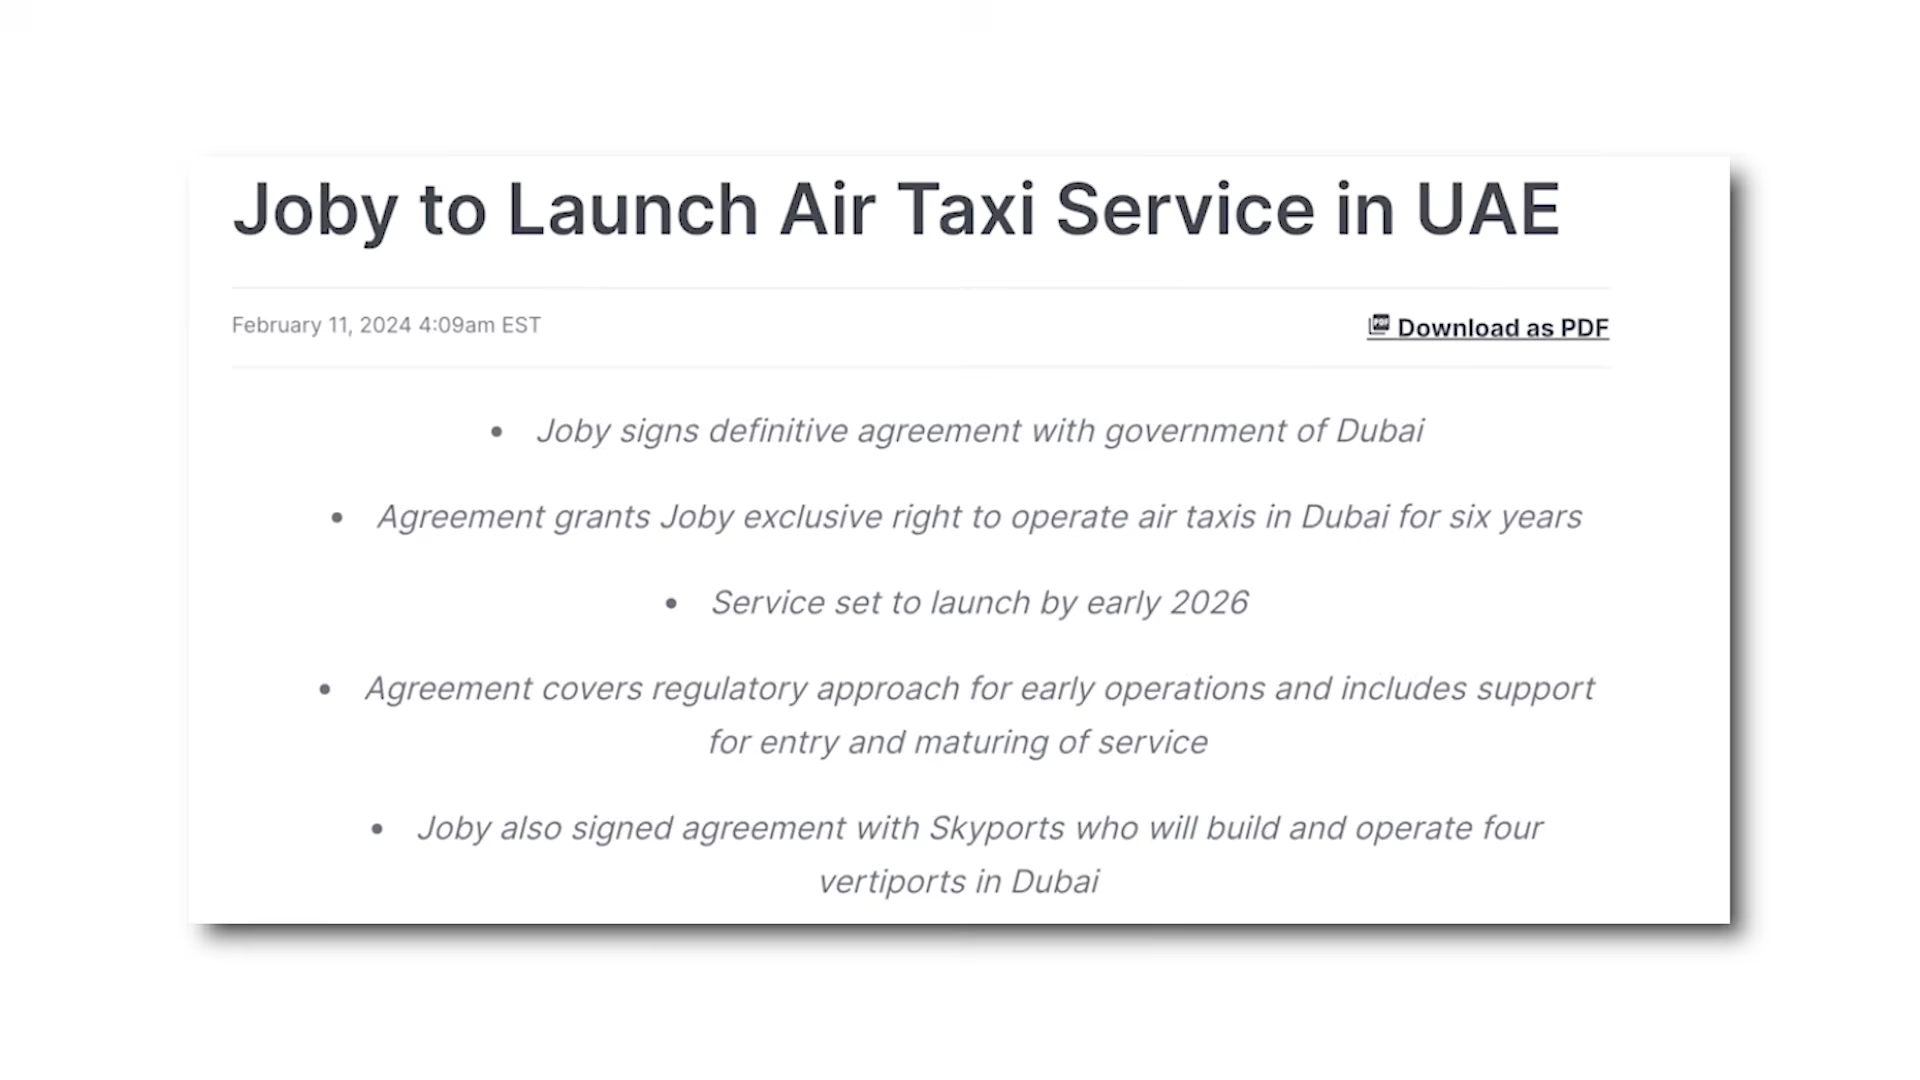 Joby to Launch Air Taxi Service in UAE
February 11, 2024 4:09am EST
Download as PDF
• Joby signs definitive agreement with government of Dubai
• Agreement grants Joby exclusive right to operate air taxis in Dubai for six years
• Service set to launch by early 2026
• Agreement covers regulatory approach for early operations and includes support
for entry and maturing of service
• Joby also signed agreement with Skyports who will build and operate four
vertiports in Dubai